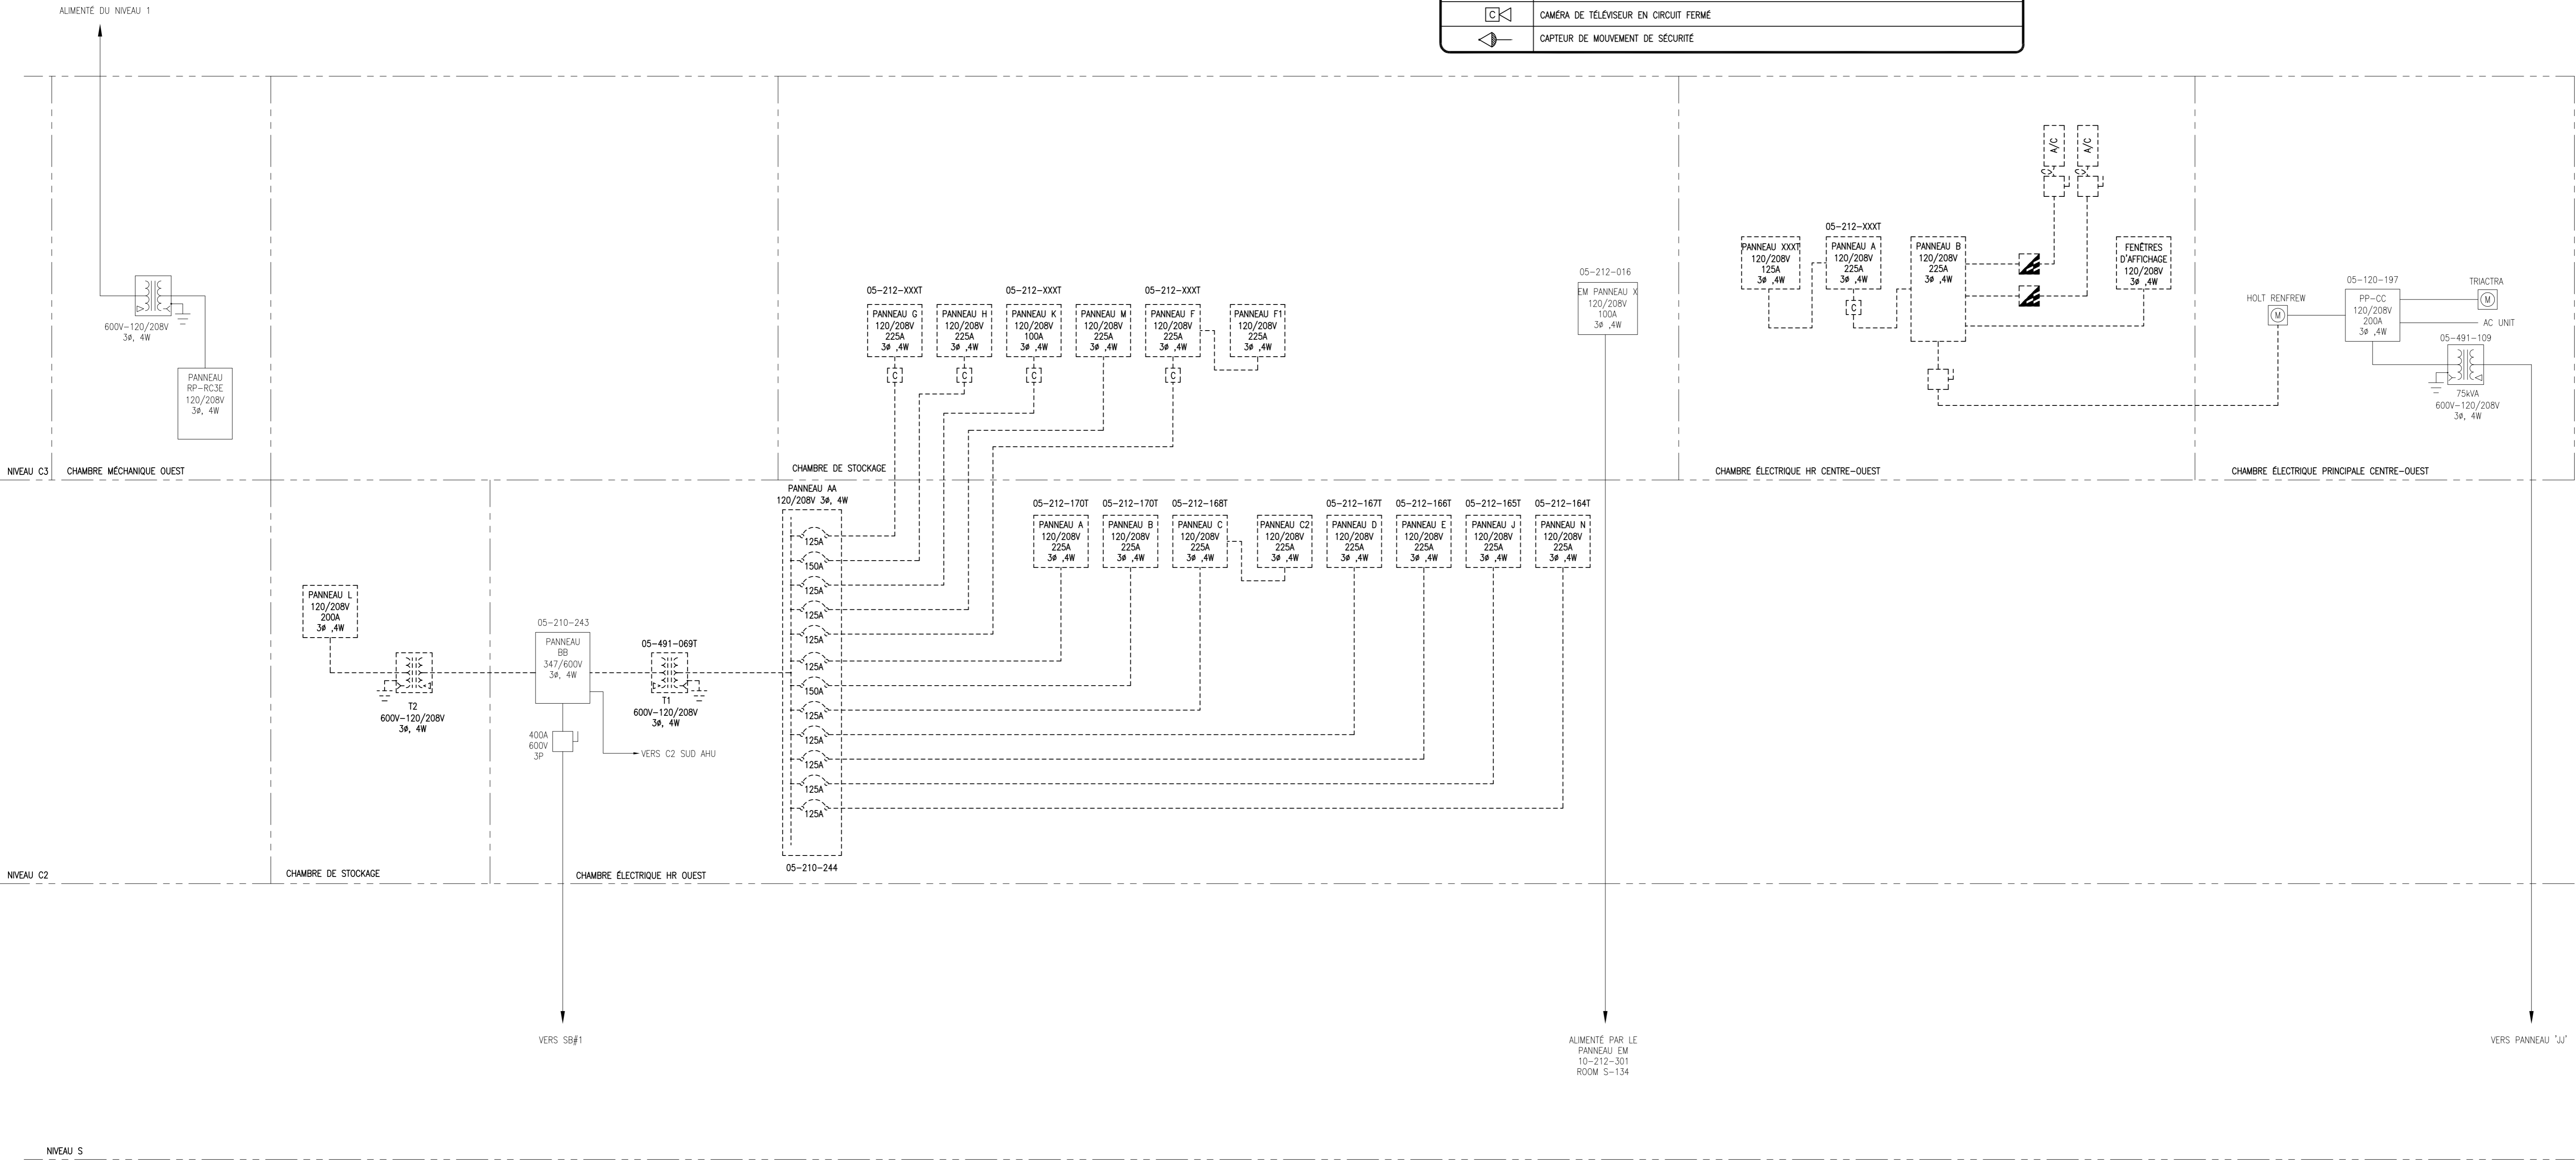 ALIMENTÉ DU NIVEAU 1
C
CAMÉRA DE TÉLÉVISEUR EN CIRCUIT FERMÉ
CAPTEUR DE MOUVEMENT DE SÉCURITÉ
600V-120/208V
3ø, 4W
PANNEAU
RP-RC3E
120/208V
3ø, 4W
NIVEAU C3
CHAMBRE MÉCHANIQUE OUEST
05-212-XXXT
PANNEAU G
120/208V
225A
3ø ,4W
C
PANNEAU H
120/208V
225A
3ø ,4W
C
05-212-XXXT
PANNEAU K
120/208V
100A
3ø ,4W
C
PANNEAU M
120/208V
225A
3ø ,4W
05-212-XXXT
PANNEAU F
120/208V
225A
3ø ,4W
C
PANNEAU F1
120/208V
225A
3ø ,4W
CHAMBRE DE STOCKAGE
05-212-016
EM PANNEAU X
120/208V
100A
3ø ,4W
PANNEAU XXXT
120/208V
125A
3ø ,4W
05-212-XXXT
PANNEAU A
120/208V
225A
3ø ,4W
C
PANNEAU B
120/208V
225A
3ø ,4W
A/C
C
A/C
C
FENÊTRES
D'AFFICHAGE
120/208V
3ø ,4W
CHAMBRE ÉLECTRIQUE HR CENTRE-OUEST
HOLT RENFREW
M
05-120-197
PP-CC
120/208V
200A
3ø ,4W
TRIACTRA
M
AC UNIT
05-491-109
75kVA
600V-120/208V
3ø, 4W
CHAMBRE ÉLECTRIQUE PRINCIPALE CENTRE-OUEST
PANNEAU L
120/208V
200A
3ø ,4W
T2
600V-120/208V
3ø, 4W
05-210-243
PANNEAU
BB
347/600V
3ø, 4W
400A
600V
3P
VERS C2 SUD AHU
05-491-069T
T1
600V-120/208V
3ø, 4W
PANNEAU AA
120/208V 3ø, 4W
125A
150A
125A
125A
125A
125A
150A
125A
125A
125A
125A
125A
05-210-244
05-212-170T
PANNEAU A
120/208V
225A
3ø ,4W
05-212-170T
PANNEAU B
120/208V
225A
3ø ,4W
05-212-168T
PANNEAU C
120/208V
225A
3ø ,4W
PANNEAU C2
120/208V
225A
3ø ,4W
05-212-167T
PANNEAU D
120/208V
225A
3ø ,4W
05-212-166T
PANNEAU E
120/208V
225A
3ø ,4W
05-212-165T
PANNEAU J
120/208V
225A
3ø ,4W
05-212-164T
PANNEAU N
120/208V
225A
3ø ,4W
NIVEAU C2
CHAMBRE DE STOCKAGE
CHAMBRE ÉLECTRIQUE HR OUEST
VERS SB#1
ALIMENTÉ PAR LE
PANNEAU EM
10-212-301
ROOM S-134
VERS PANNEAU "JJ"
NIVEAU S